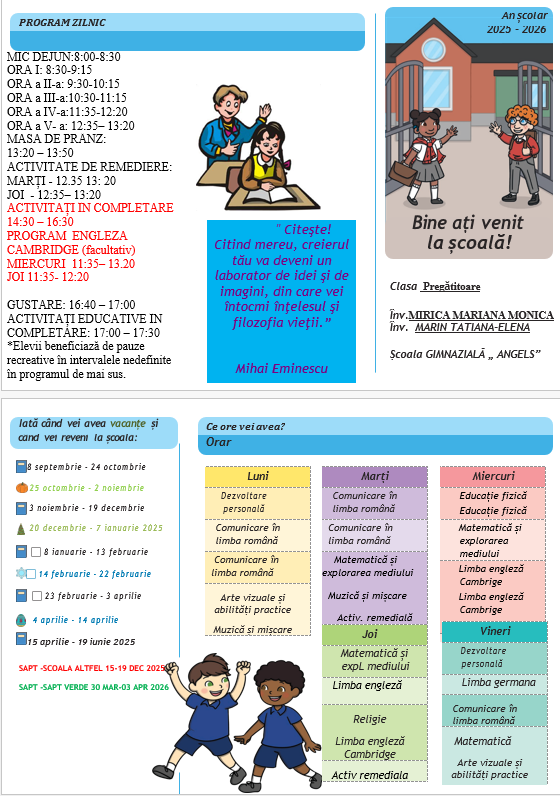 PROGRAM ZILNIC
MIC DEJUN:8:00-8:30
ORA I: 8:30-9:15
ORA a II-a: 9:30-10:15
ORA a III-a:10:30-11:15
ORA a IV-a:11:35-12:20
ORA a V- a: 12:35– 13:20
MASA DE PRANZ:
13:20 – 13:50
ACTIVITATE DE REMEDIERE:
MARȚI - 12.35 13: 20
JOI - 12:35– 13:20
ACTIVITAȚI IN COMPLETARE
14:30 – 16:30
PROGRAM ENGLEZA
CAMBRIDGE (facultativ)
MIERCURI 11:35– 13.20
JOI 11:35- 12:20
GUSTARE: 16:40 – 17:00
ACTIVITĂȚI EDUCATIVE IN
COMPLETARE: 17:00 – 17:30
*Elevii beneficiază de pauze
recreative în intervalele nedefinite
în programul de mai sus.
" Citește!
Citind mereu, creierul
tău va deveni un
laborator de idei și de
imagini, din care vei
întocmi înțelesul și
filozofia vieții.”
Mihai Eminescu
An școlar
2025 - 2026
Bine ați venit
la școală!
Clasa Pregătitoare
Înv.MIRICA MARIANA MONICA
Înv. MARIN TATIANA-ELENA
Școala GIMNAZIALĂ „ ANGELS”
Iată când vei avea vacanțe și
cand vei reveni la școala:
8 septembrie - 24 octombrie
25 octombrie - 2 noiembrie
3 noiembrie - 19 decembrie
20 decembrie - 7 ianuarie 2025
8 ianuarie - 13 februarie
14 februarie - 22 februarie
23 februarie - 3 aprilie
4 aprilie - 14 aprilie
15 aprilie - 19 iunie 2025
SAPT -SCOALA ALTFEL 15-19 DEC 2025
SAPT -SAPT VERDE 30 MAR-03 APR 2026
Ce ore vei avea?
Orar
Luni
Dezvoltare
personală
Comunicare în
limba română
Comunicare în
limba română
Arte vizuale și
abilități practice
Muzică și mișcare
Marți
Comunicare în
limba română
Comunicare în
limba română
Matematică și
explorarea mediului
Muzică și mișcare
Activ. remedială
Miercuri
Educație fizică
Educație fizică
Matematică și
explorarea
mediului
Limba engleză
Cambrige
Limba engleză
Cambrige
Joi
Matematică și
expL mediului
Limba engleză
Religie
Limba engleză
Cambridge
Activ remediala
Vineri
Dezvoltare
personală
Limba germana
Comunicare în
limba română
Matematică
Arte vizuale și
abilități practice